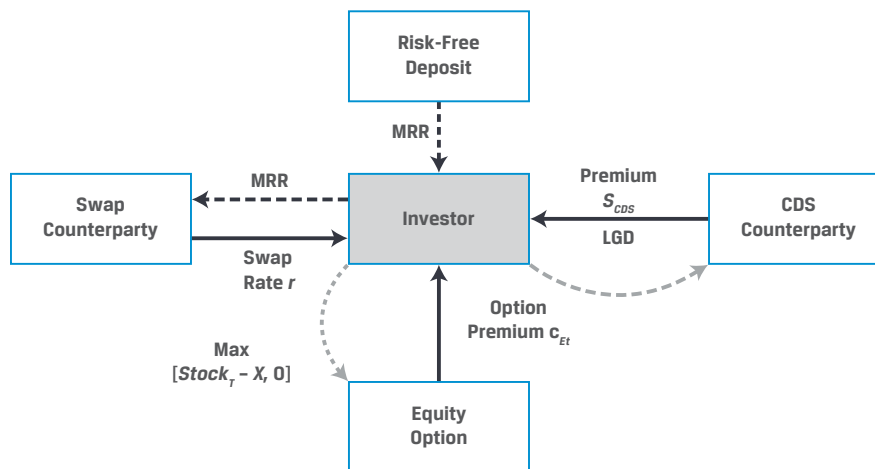 Risk-Free
Deposit
MRR
MRR
Premium
S_CDS
Swap
Counterparty
Investor
CDS
Counterparty
LGD
Swap
Rate r
Option
Premium c_Et
Max
[Stock_T – X, 0]
Equity
Option